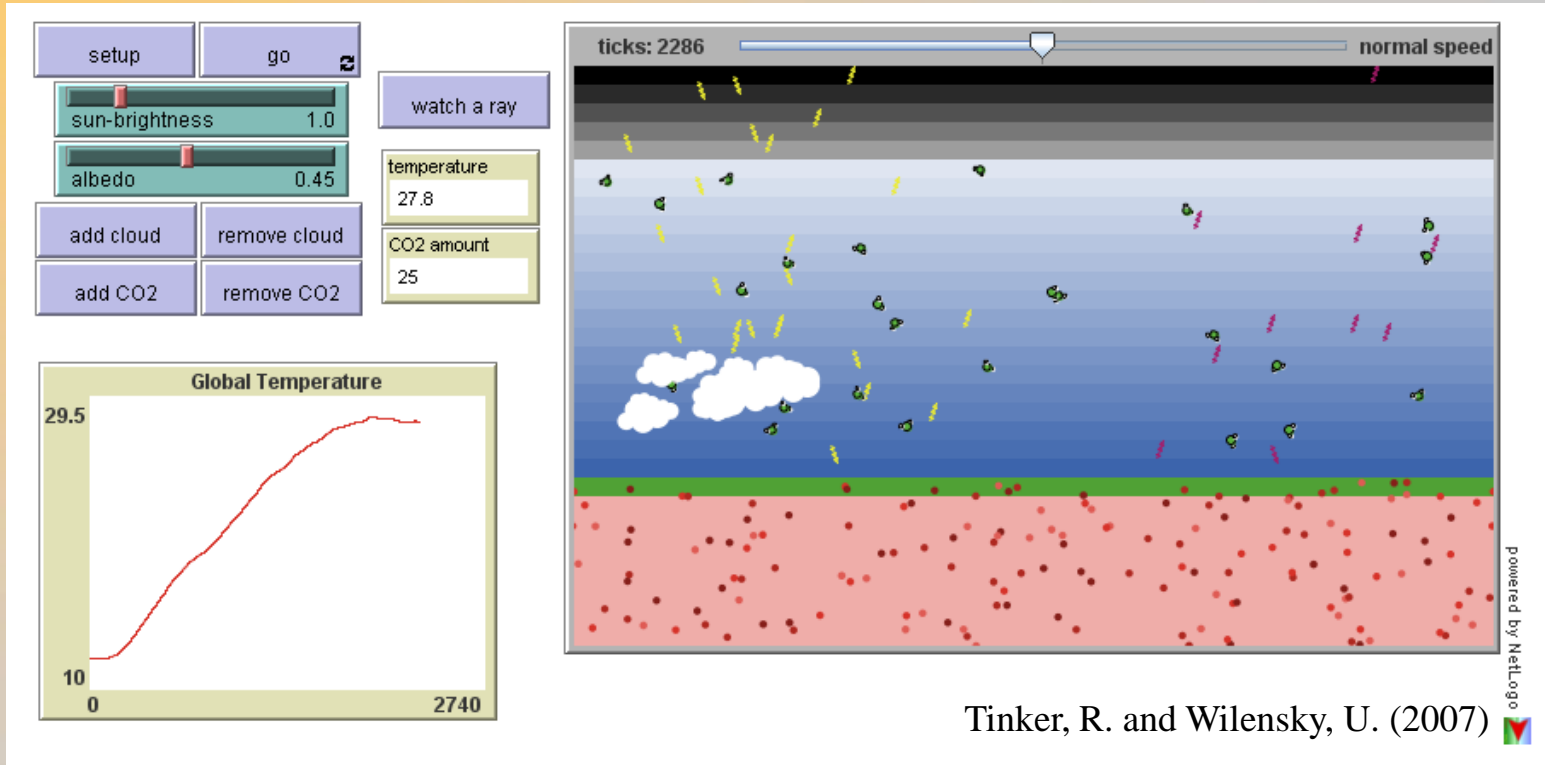 setup
go
sun-brightness 1.0
albedo 0.45
add cloud
remove cloud
add CO2
remove CO2
watch a ray
temperature
27.8
CO2 amount
25
Global Temperature
29.5
10
0
2740
ticks: 2286
normal speed
powered by NetLogo
Tinker, R. and Wilensky, U. (2007)